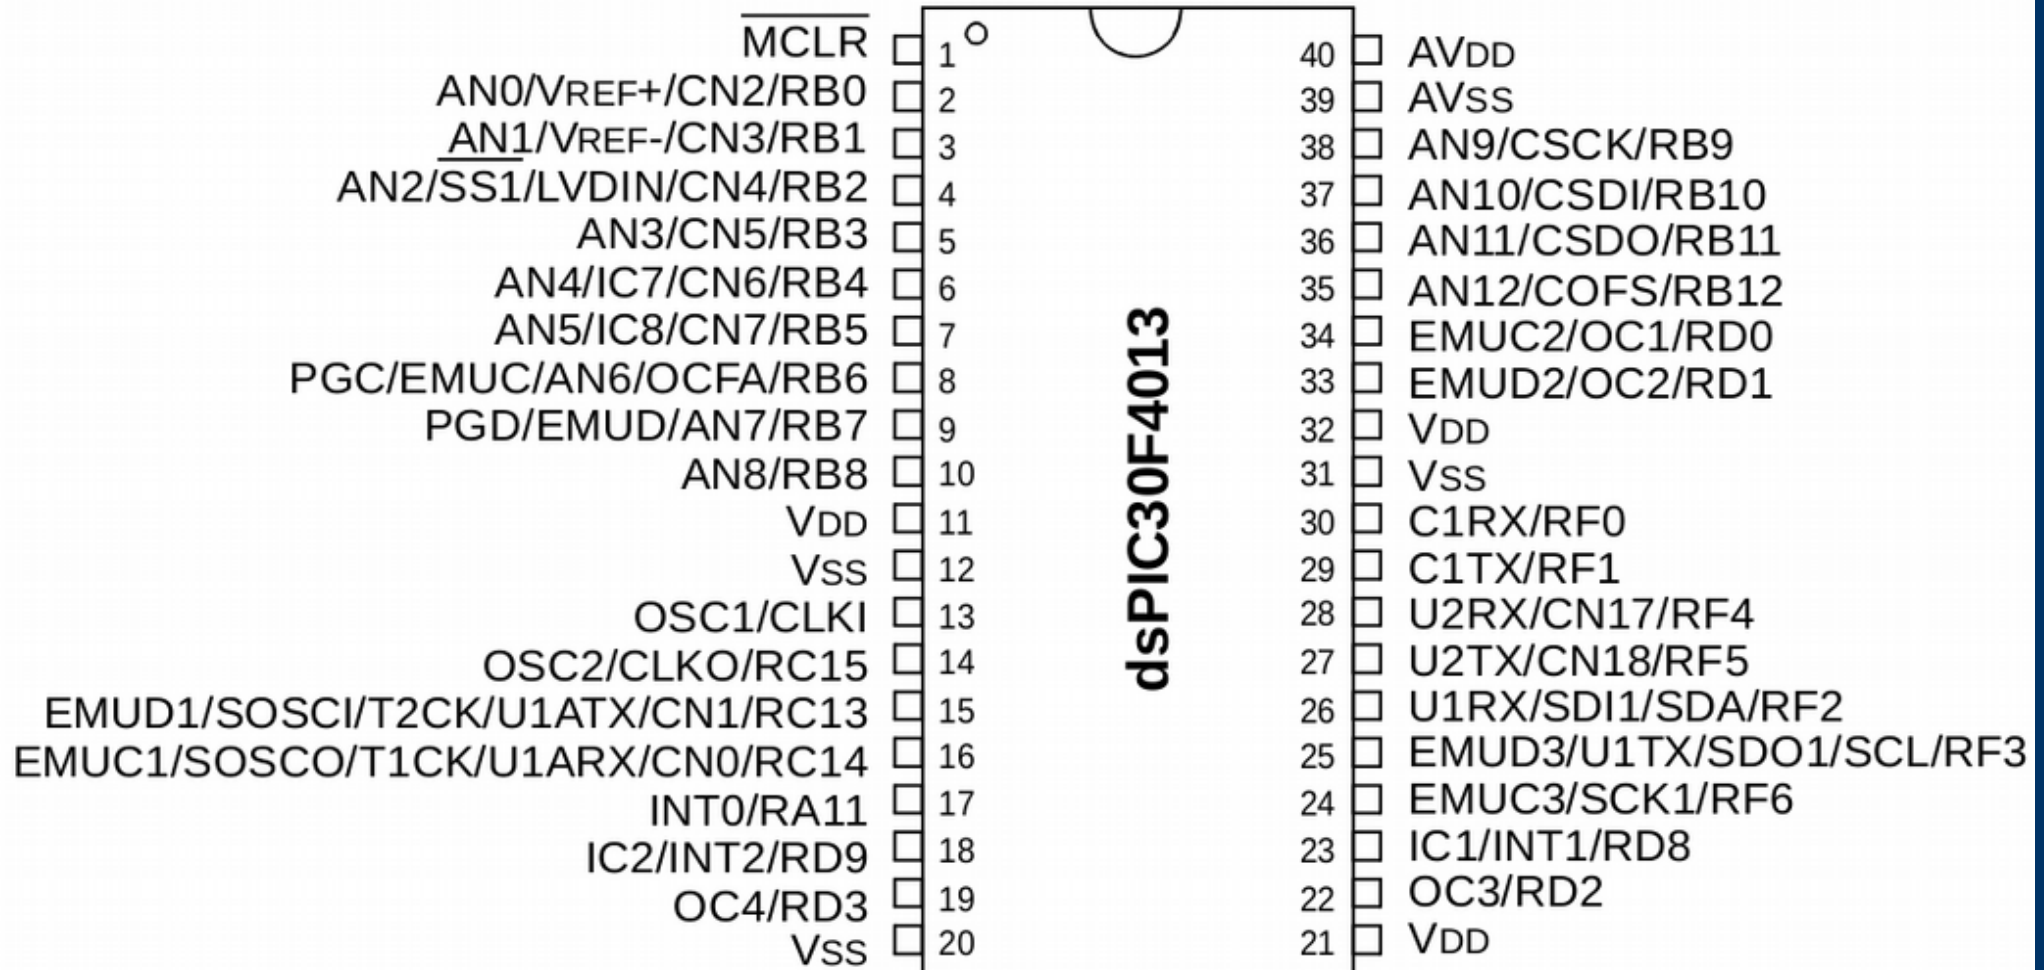 MCLR
AN0/VREF+/CN2/RB0
AN1/VREF-/CN3/RB1
AN2/SS1/LVDIN/CN4/RB2
AN3/CN5/RB3
AN4/IC7/CN6/RB4
AN5/IC8/CN7/RB5
PGC/EMUC/AN6/OCFA/RB6
PGD/EMUD/AN7/RB7
AN8/RB8
VDD
VSS
OSC1/CLKI
OSC2/CLKO/RC15
EMUD1/SOSCI/T2CK/U1ATX/CN1/RC13
EMUC1/SOSCO/T1CK/U1ARX/CN0/RC14
INT0/RA11
IC2/INT2/RD9
OC4/RD3
VSS
1
2
3
4
5
6
7
8
9
10
11
12
13
14
15
16
17
18
19
20
dsPIC30F4013
40
39
38
37
36
35
34
33
32
31
30
29
28
27
26
25
24
23
22
21
AVDD
AVSS
AN9/CSCK/RB9
AN10/CSDI/RB10
AN11/CSDO/RB11
AN12/COFS/RB12
EMUC2/OC1/RD0
EMUD2/OC2/RD1
VDD
VSS
C1RX/RF0
C1TX/RF1
U2RX/CN17/RF4
U2TX/CN18/RF5
U1RX/SDI1/SDA/RF2
EMUD3/U1TX/SDO1/SCL/RF3
EMUC3/SCK1/RF6
IC1/INT1/RD8
OC3/RD2
VDD